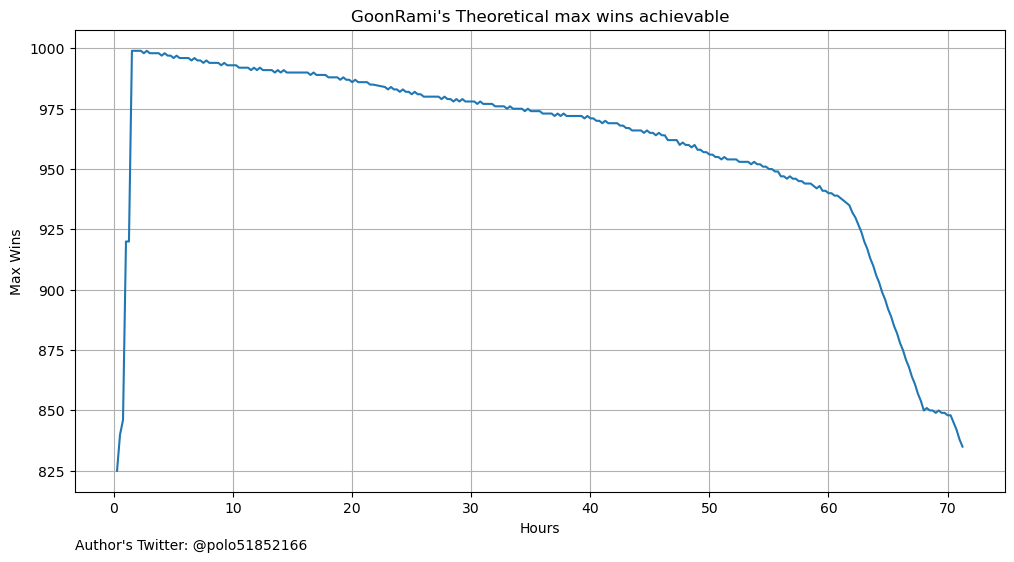 GoonRami's Theoretical max wins achievable
1000
975
950
925
900
875
850
825
Max Wins
0 10 20 30 40 50 60 70
Hours
Author's Twitter: @polo51852166